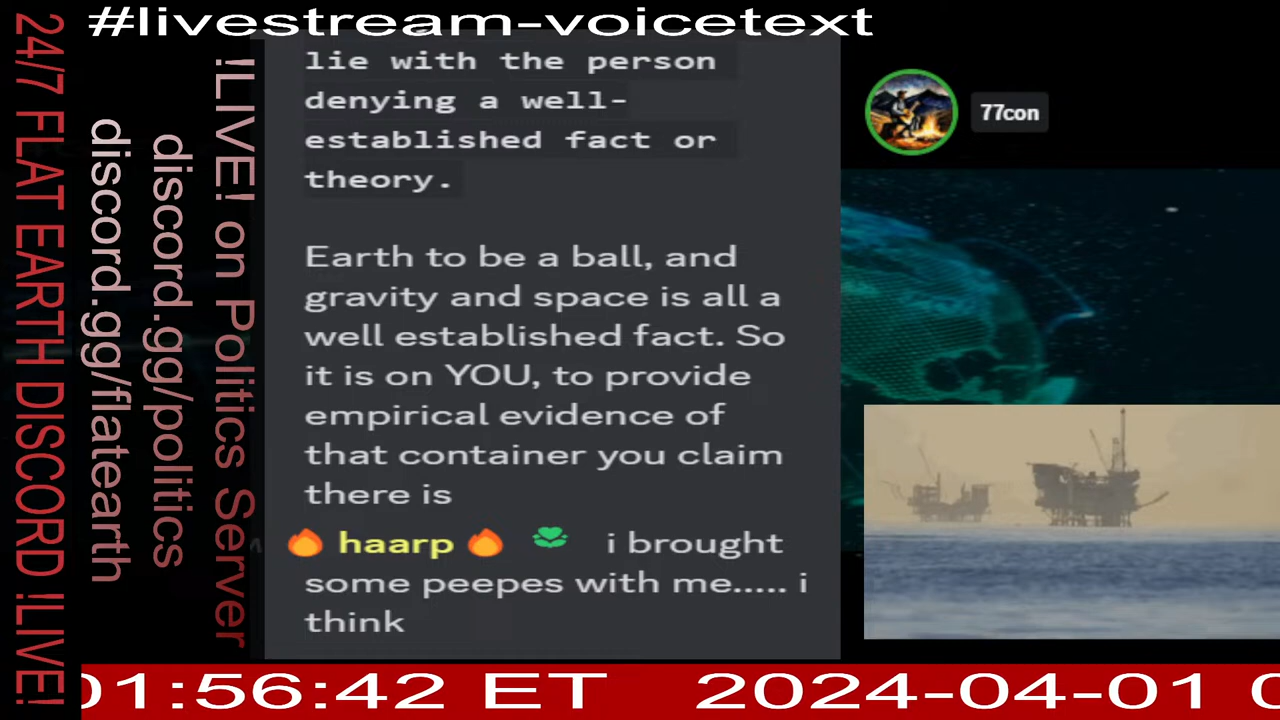 #livestream-voicetext
24/7 FLAT EARTH DISCORD !LIVE!
discord.gg/flatearth
discord.gg/politics
!LIVE! on Politics Server
lie with the person
denying a well-
established fact or
theory.
Earth to be a ball, and
gravity and space is all a
well established fact. So
it is on YOU, to provide
empirical evidence of
that container you claim
there is
haarp i brought
some peepes with me..... i
think
77con
01:56:42 ET 2024-04-01 0